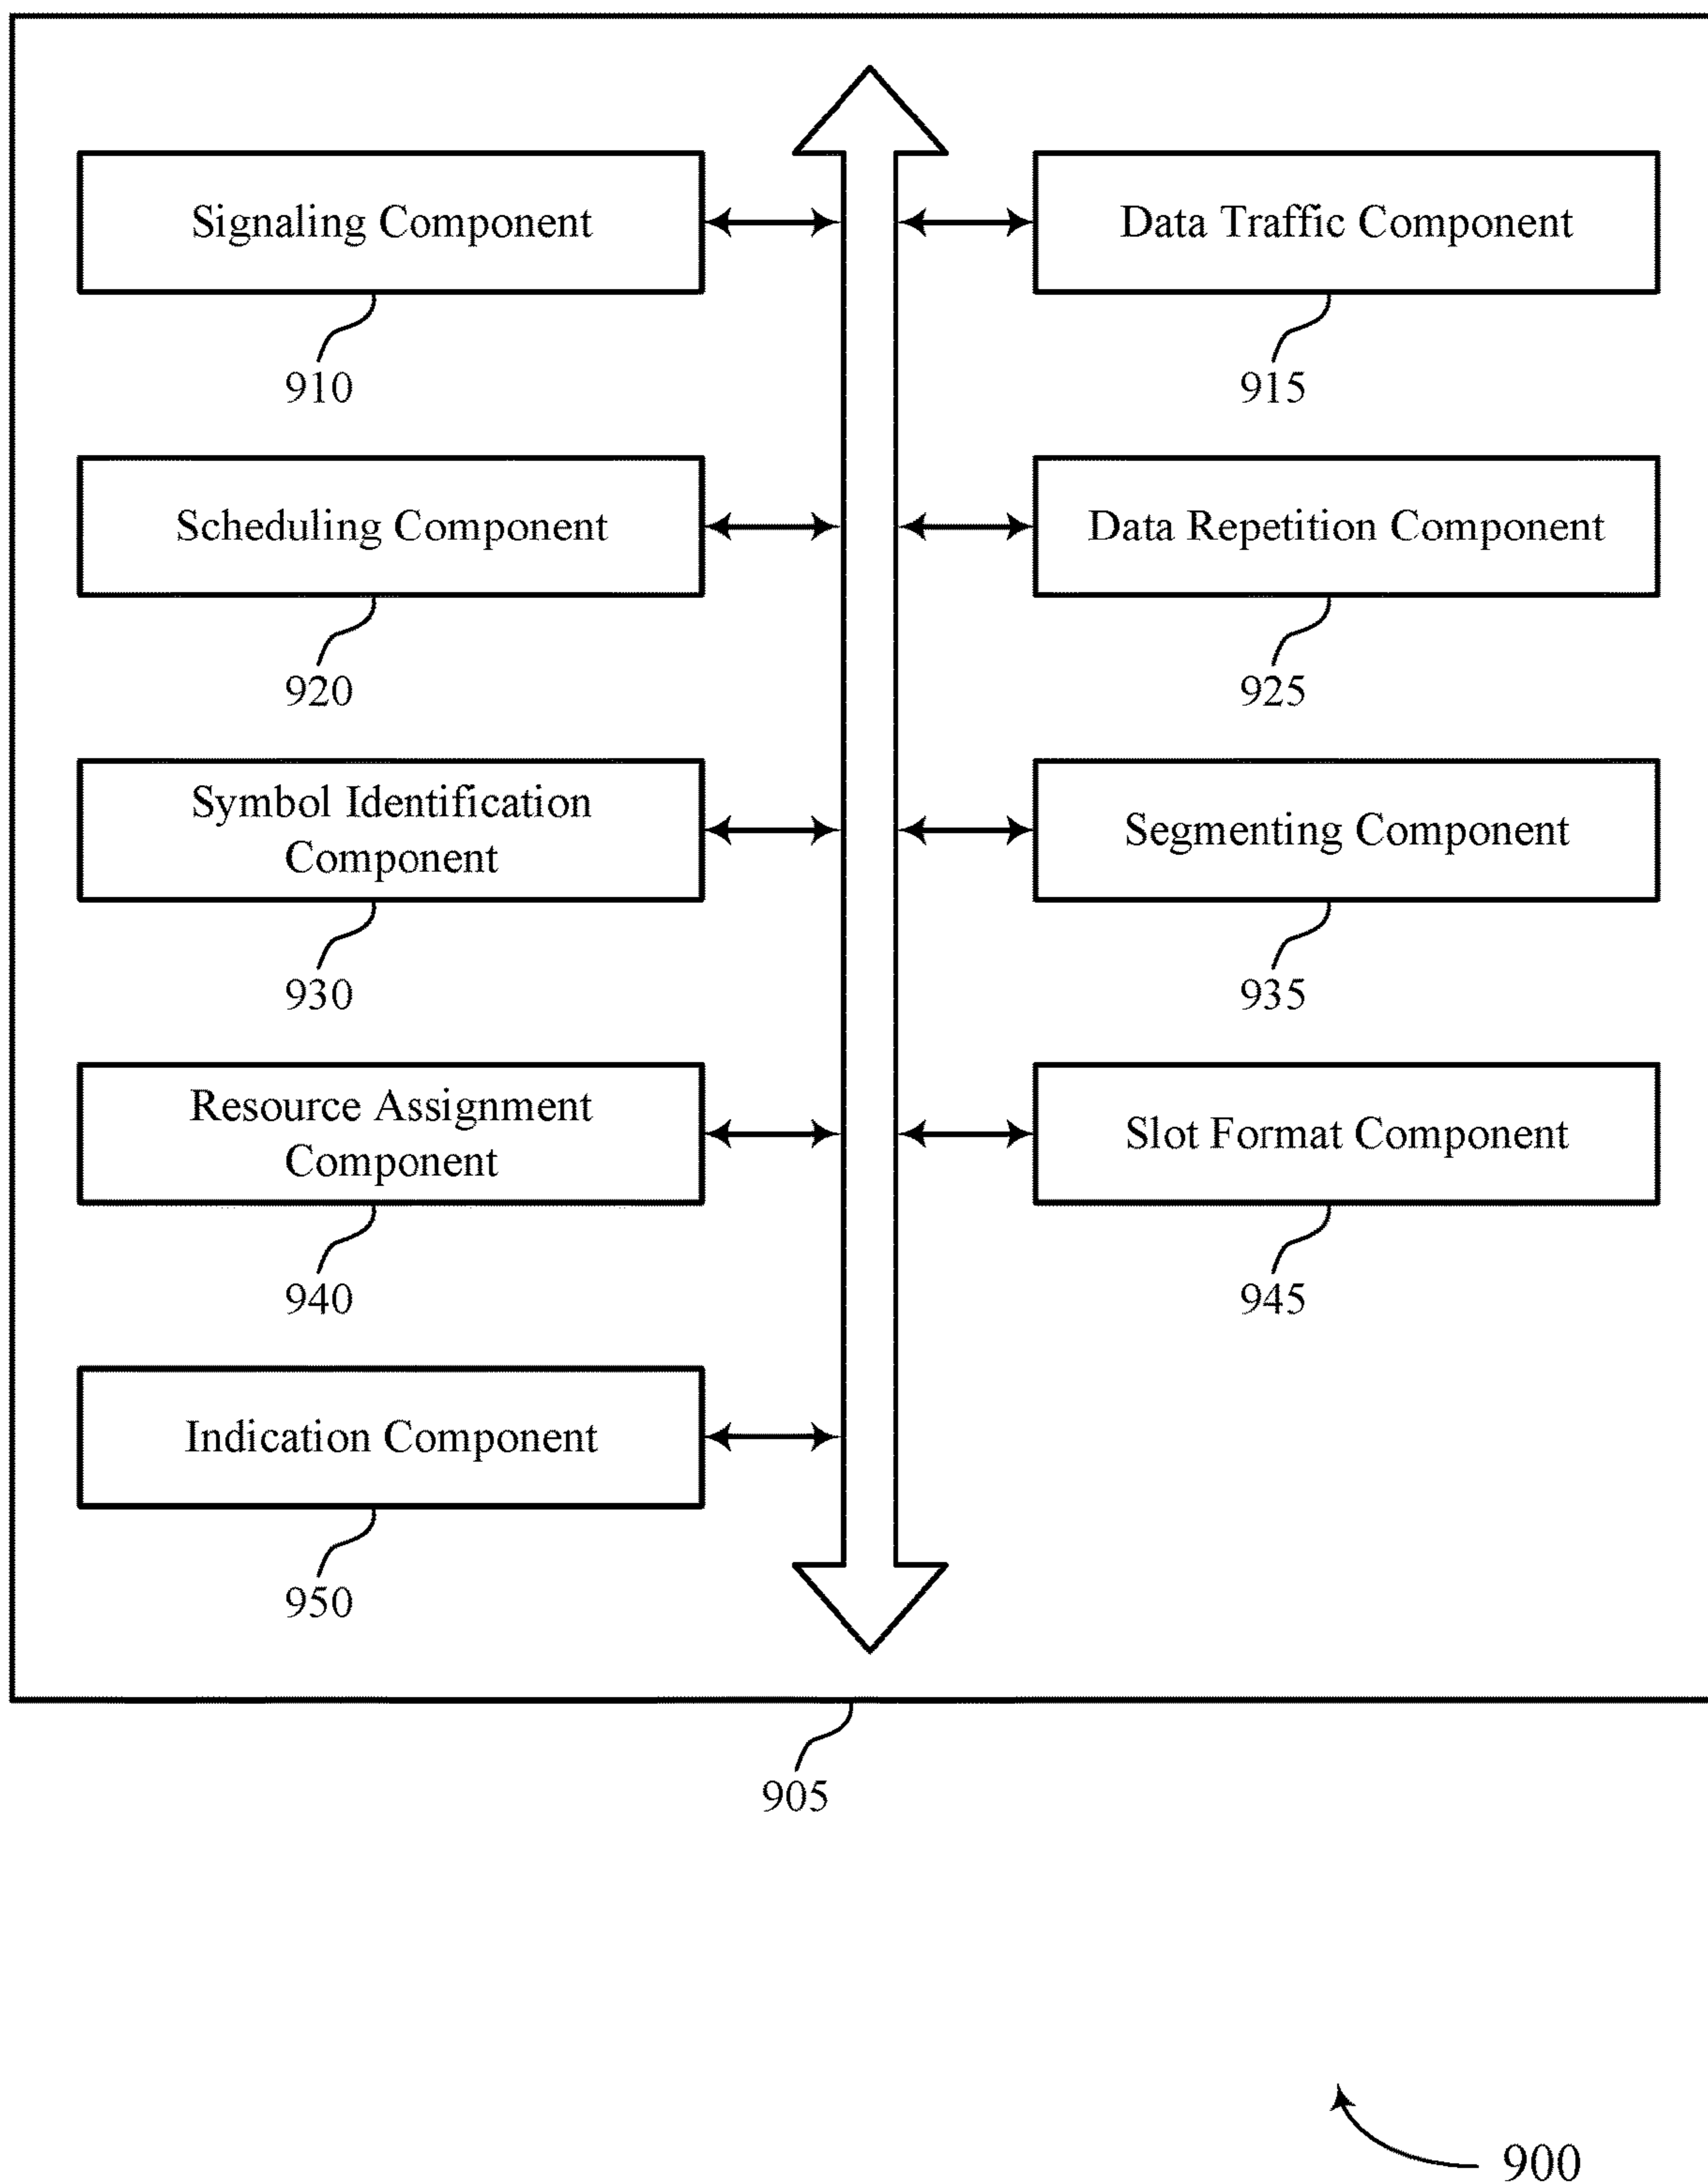 Signaling Component
Data Traffic Component
910
915
Scheduling Component
Data Repetition Component
920
925
Symbol Identification
Component
Segmenting Component
930
935
Resource Assignment
Component
Slot Format Component
940
945
Indication Component
950
905
900